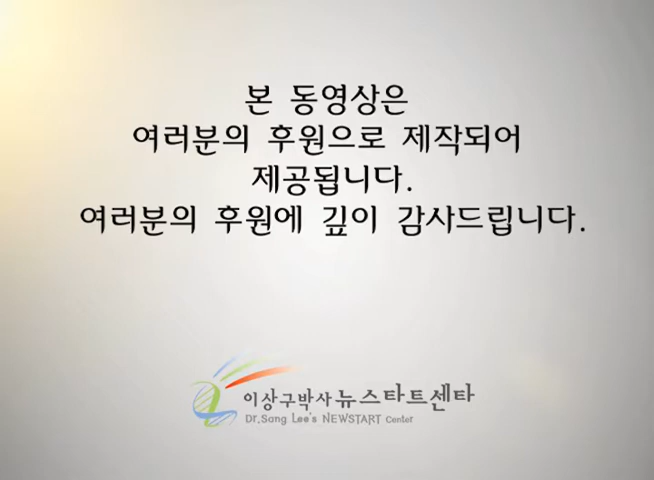 본 동영상은
여러분의 후원으로 제작되어
제공됩니다.
여러분의 후원에 깊이 감사드립니다.
이상구박사 뉴스타트센타
Dr.Sang Lee's NEWSTART Center